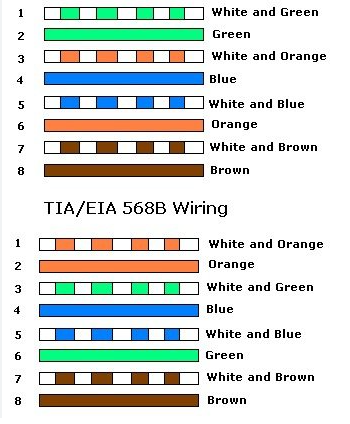 1 White and Green
2 Green
3 White and Orange
4 Blue
5 White and Blue
6 Orange
7 White and Brown
8 Brown
TIA/EIA 568B Wiring
1 White and Orange
2 Orange
3 White and Green
4 Blue
5 White and Blue
6 Green
7 White and Brown
8 Brown